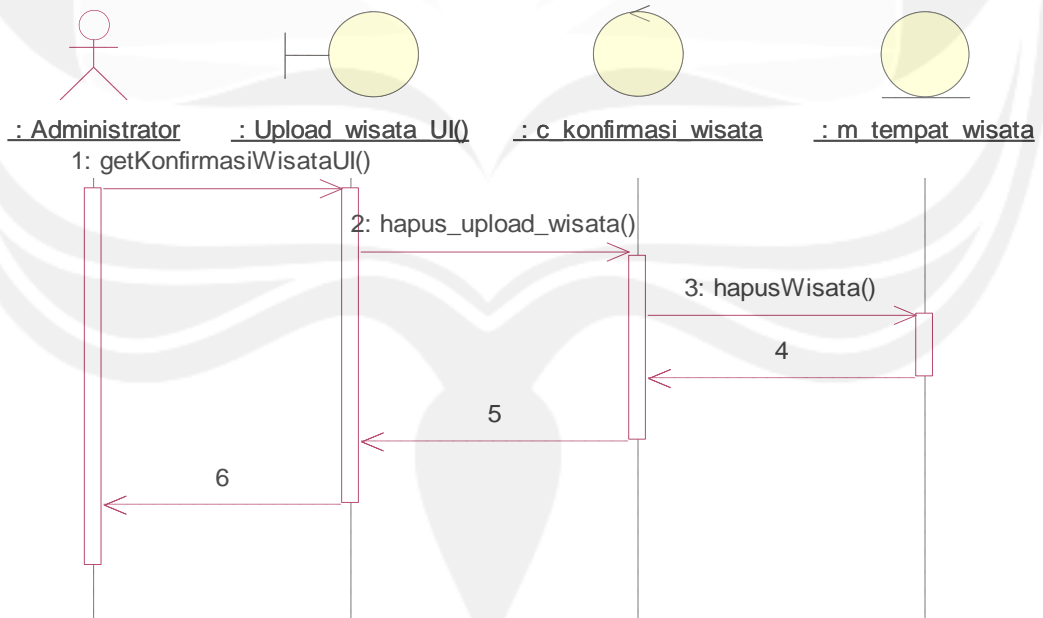 : Administrator
: Upload_wisata_UI()
: c_konfirmasi_wisata
: m_tempat_wisata
1: getKonfirmasiWisataUI()
2: hapus_upload_wisata()
3: hapusWisata()
4
5
6